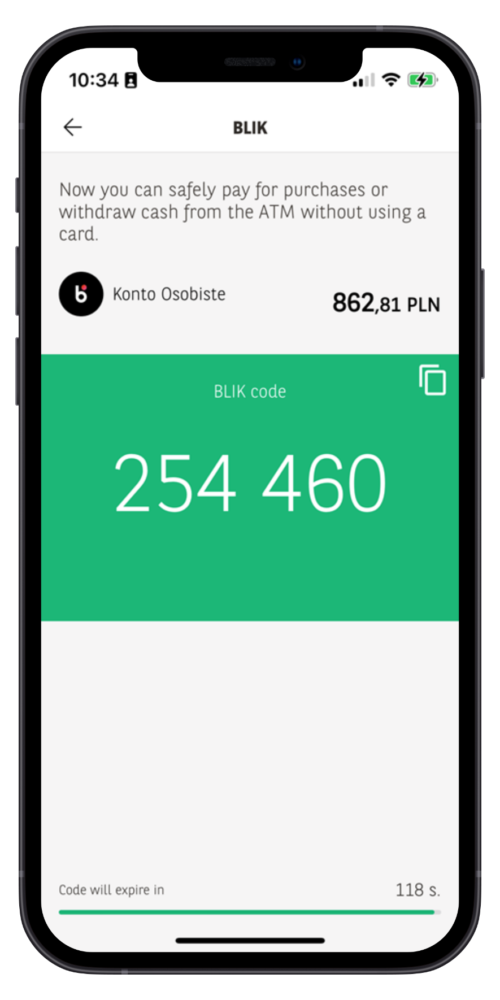 10:34
BLIK
Now you can safely pay for purchases or
withdraw cash from the ATM without using a
card.
b
Konto Osobiste
862,81 PLN
BLIK code
254 460
Code will expire in
118 s.